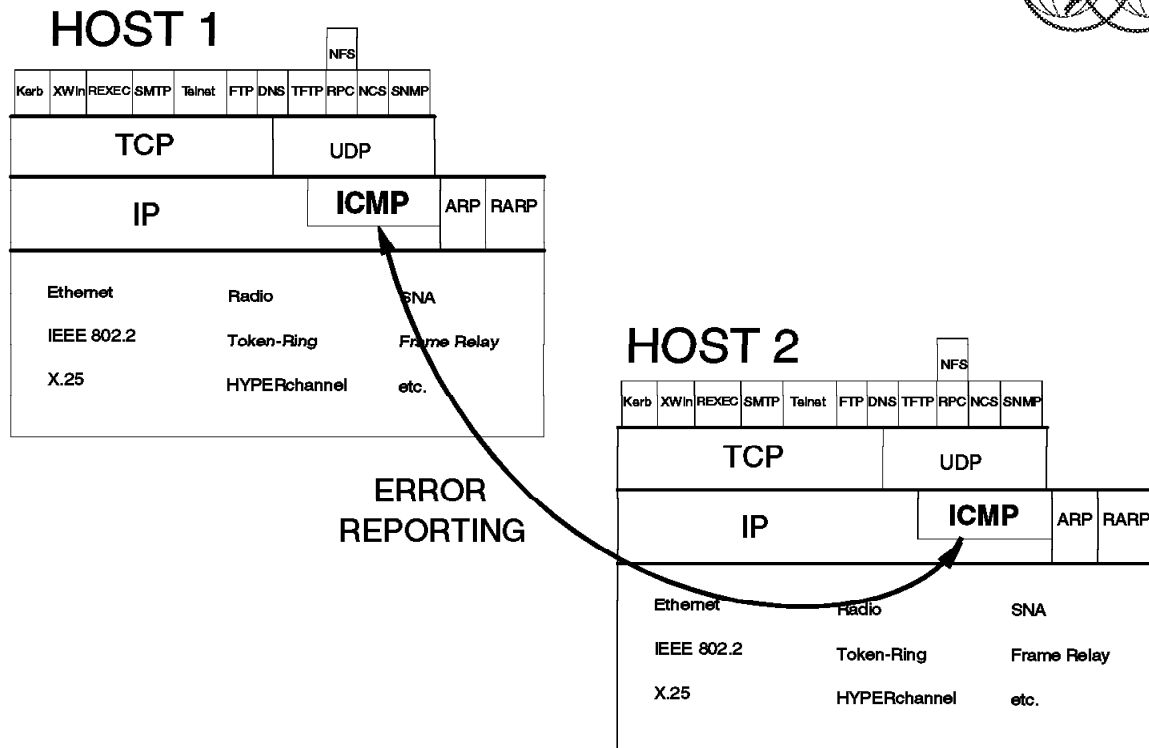 HOST 1
NFS
Kerb XWin REXEC SMTP Telnet FTP DNS TFTP RPC NCS SNMP
TCP UDP
IP ICMP ARP RARP
Ethernet Radio SNA
IEEE 802.2 Token-Ring Frame Relay
X.25 HYPERchannel etc.
ERROR
REPORTING
HOST 2
NFS
Kerb XWin REXEC SMTP Telnet FTP DNS TFTP RPC NCS SNMP
TCP UDP
IP ICMP ARP RARP
Ethernet Radio SNA
IEEE 802.2 Token-Ring Frame Relay
X.25 HYPERchannel etc.